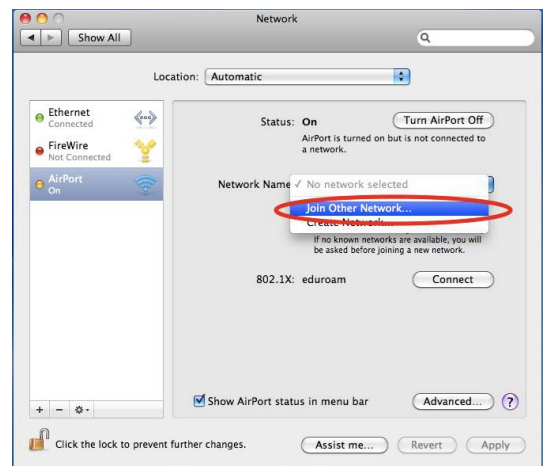 Network
Show All
Location: Automatic
Ethernet
Connected
FireWire
Not Connected
AirPort
On
Status: On
Turn AirPort Off
AirPort is turned on but is not connected to
a network.
Network Name
✓ No network selected
Join Other Network...
Create Network...
If no known networks are available, you will
be asked before joining a new network.
802.1X: eduroam
Connect
Show AirPort status in menu bar
Advanced...
?
Click the lock to prevent further changes.
Assist me...
Revert
Apply